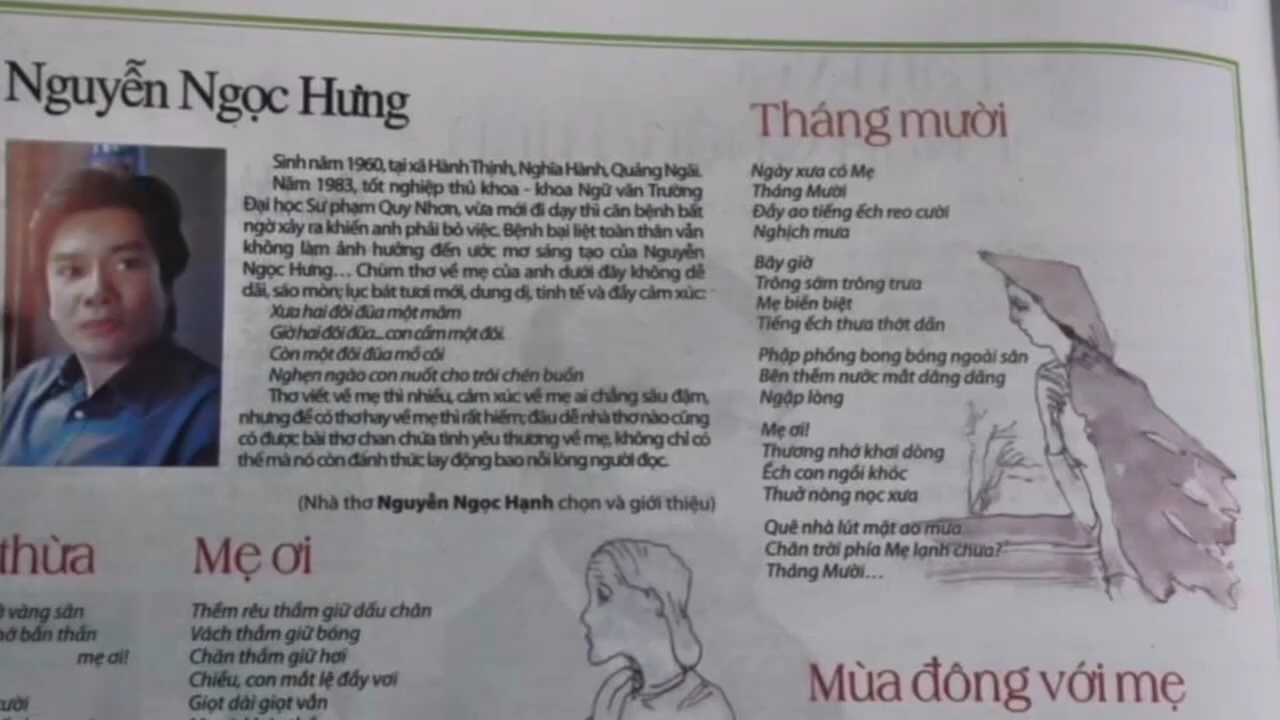 Nguyễn Ngọc Hưng
Sinh năm 1960, tại xã Hành Thịnh, Nghĩa Hành, Quảng Ngãi.
Năm 1983, tốt nghiệp thủ khoa - khoa Ngữ văn Trường
Đại học Sư phạm Quy Nhơn, vừa mới đi dạy thì căn bệnh bất
ngờ xảy ra khiến anh phải bỏ việc. Bệnh bại liệt toàn thân vẫn
không làm ảnh hưởng đến ước mơ sáng tạo của Nguyễn
Ngọc Hưng... Chùm thơ về mẹ của anh dưới đây không dễ
dãi, sáo mòn; lục bát tươi mới, dung dị, tinh tế và đầy cảm xúc:
Xưa hai đôi đũa một mâm
Giờ hai đôi đũa... con cầm một đôi.
Còn một đôi đũa mồ côi
Nghẹn ngào con nuốt cho trôi chén buồn
Thơ viết về mẹ thì nhiều, cảm xúc về mẹ ai chẳng sâu đậm,
nhưng để có thơ hay về mẹ thì rất hiếm; đâu dễ nhà thơ nào cũng
có được bài thơ chan chứa tình yêu thương về mẹ, không chỉ có
thế mà nó còn đánh thức lay động bao nỗi lòng người đọc.
(Nhà thơ Nguyễn Ngọc Hạnh chọn và giới thiệu)
Tháng mười
Ngày xưa có Mẹ
Tháng Mười
Đầy ao tiếng ếch reo cười
Nghịch mưa
Bây giờ
Trông sớm trông trưa
Mẹ biền biệt
Tiếng ếch thưa thớt dần
Phập phồng bong bóng ngoài sân
Bên thềm nước mắt dâng dâng
Ngập lòng
Mẹ ơi!
Thương nhớ khơi dòng
Ếch con ngồi khóc
Thuở nòng nọc xưa
Quê nhà lút mặt ao mưa
Chân trời phía Mẹ lạnh chưa?
Tháng Mười...
thừa
vàng sân
bần thần
mẹ ơi!
Mẹ ơi
Thềm rêu thầm giữ dấu chân
Vách thầm giữ bóng
Chăn thầm giữ hơi
Chiều, con mắt lệ đầy vơi
Giọt dài giọt vắn
Mùa đông với mẹ